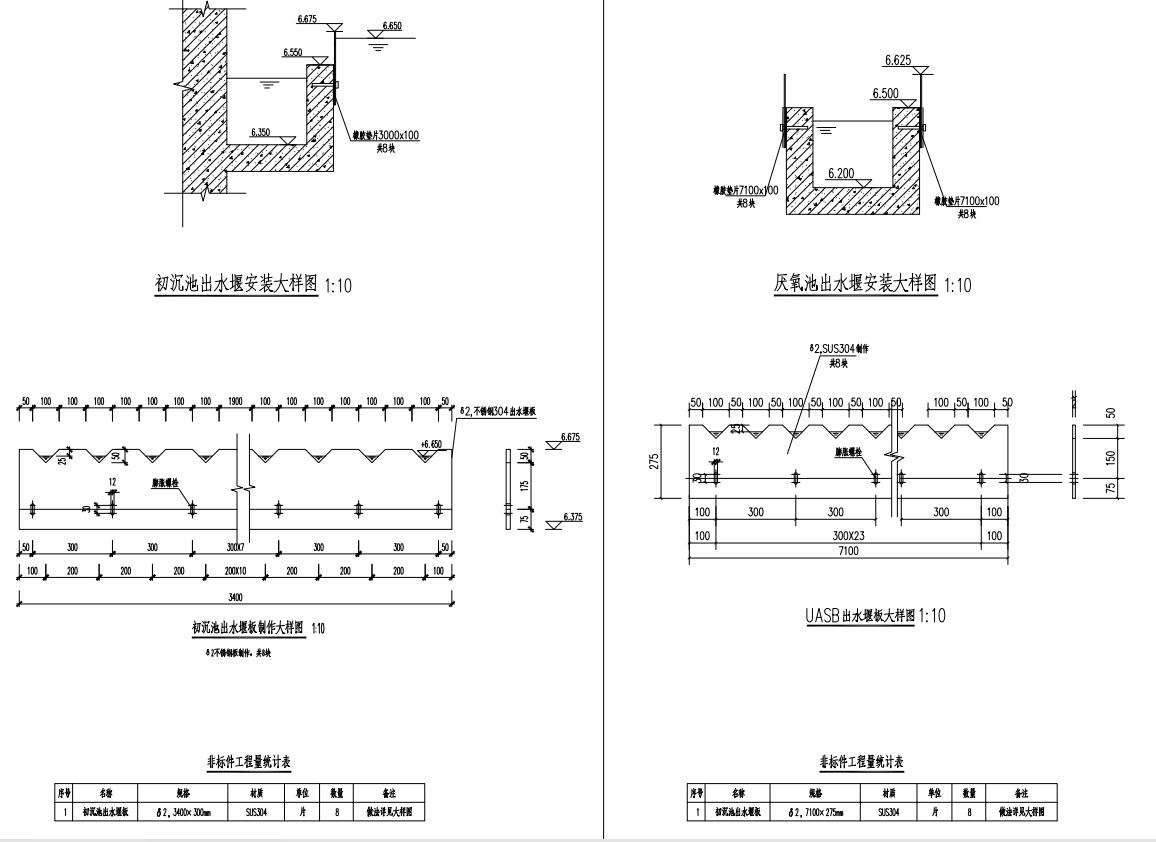 6.675
6.650
6.550
6.350
橡胶垫片3000x100
共8块
初沉池出水堰安装大样图 1:10
50 100 100 100 100 100 100 100 1900 100 100 100 100 100 100 100 50
δ2,不锈钢304出水堰板
+6.650
6.675
25
50
50
12
膨胀螺栓
175
30
75
6.375
50 300 300 300X7 300 300 50
100 200 200 200 200X10 200 200 200 100
3400
初沉池出水堰板制作大样图 1:10
δ2不锈钢板制作，共8块
非标件工程量统计表
序号 名称 规格 材质 单位 数量 备注
1 初沉池出水堰板 δ2, 3400×300mm SUS304 片 8 做法详见大样图
6.625
6.500
6.200
橡胶垫片7100x100
共8块
橡胶垫片7100x100
共8块
厌氧池出水堰安装大样图 1:10
δ2,SUS304制作
共8块
50 100 50 100 50 100 50 100 50 100 50 100 50 100 100 100 50
2
50
25
275
12
膨胀螺栓
150
30
30
75
100 300 300 300 100
100 300X23 100
7100
UASB出水堰板大样图 1:10
非标件工程量统计表
序号 名称 规格 材质 单位 数量 备注
1 初沉池出水堰板 δ2, 7100×275mm SUS304 片 8 做法详见大样图